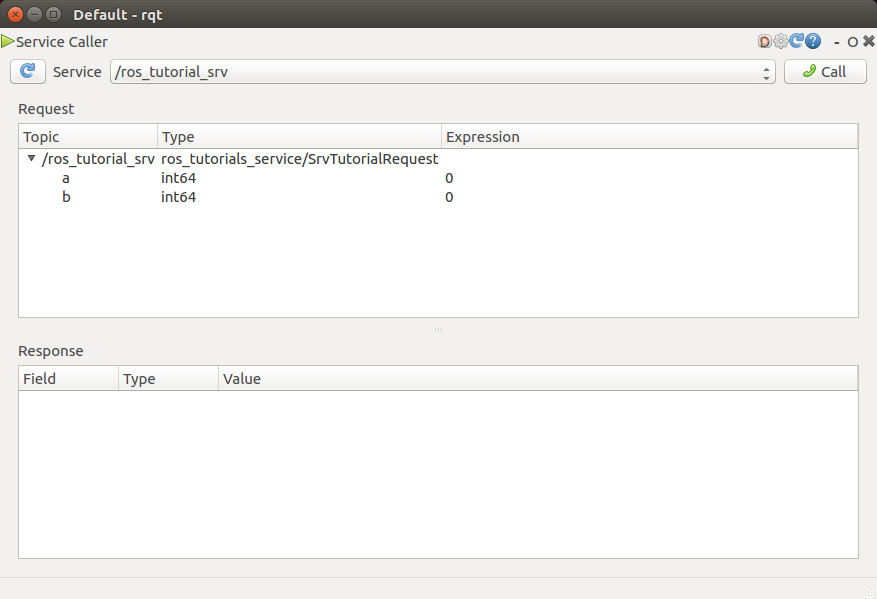 Default - rqt
Service Caller
D ? - O
Service /ros_tutorial_srv Call
Request
Topic Type Expression
/ros_tutorial_srv ros_tutorials_service/SrvTutorialRequest
a int64 0
b int64 0
Response
Field Type Value